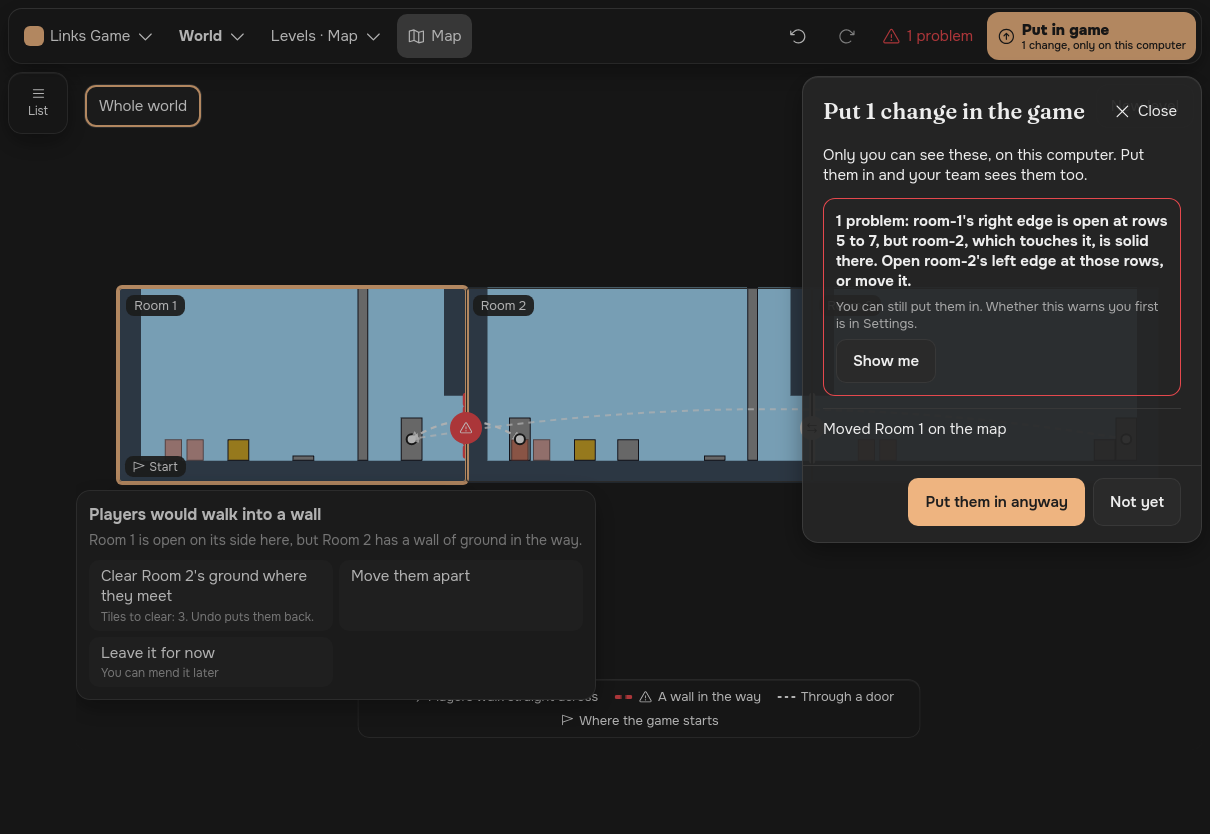 Links Game
World
Levels · Map
Map
1 problem
Put in game
1 change, only on this computer
List
Whole world
Put 1 change in the game
Close
Only you can see these, on this computer. Put
them in and your team sees them too.
1 problem: room-1's right edge is open at rows
5 to 7, but room-2, which touches it, is solid
there. Open room-2's left edge at those rows,
or move it.
You can still put them in. Whether this warns you first
is in Settings.
Show me
Moved Room 1 on the map
Put them in anyway
Not yet
Room 1
Room 2
Start
Players would walk into a wall
Room 1 is open on its side here, but Room 2 has a wall of ground in the way.
Clear Room 2's ground where
they meet
Tiles to clear: 3. Undo puts them back.
Move them apart
Leave it for now
You can mend it later
A wall in the way
Through a door
Where the game starts